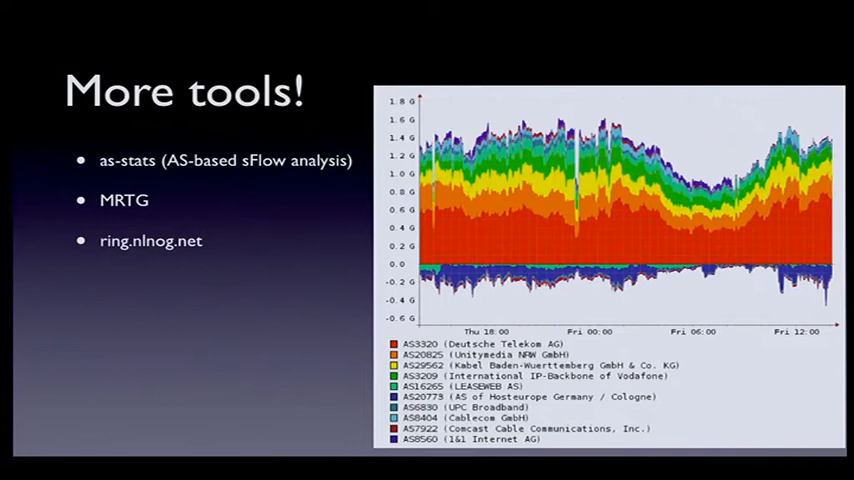 More tools!
as-stats (AS-based sFlow analysis)
MRTG
ring.nlnog.net
1.8 G
1.6 G
1.4 G
1.2 G
1.0 G
0.8 G
0.6 G
0.4 G
0.2 G
0.0
-0.2 G
-0.4 G
-0.6 G
Thu 18:00 Fri 00:00 Fri 06:00 Fri 12:00
AS3320 (Deutsche Telekom AG)
AS20825 (Unitymedia NRW GmbH)
AS29562 (Kabel Baden-Wuerttemberg GmbH & Co. KG)
AS3209 (International IP-Backbone of Vodafone)
AS16265 (LEASEWEB AS)
AS20773 (AS of Hosteurope Germany / Cologne)
AS6830 (UPC Broadband)
AS8404 (Cablecom GmbH)
AS7922 (Comcast Cable Communications, Inc.)
AS8560 (1&1 Internet AG)